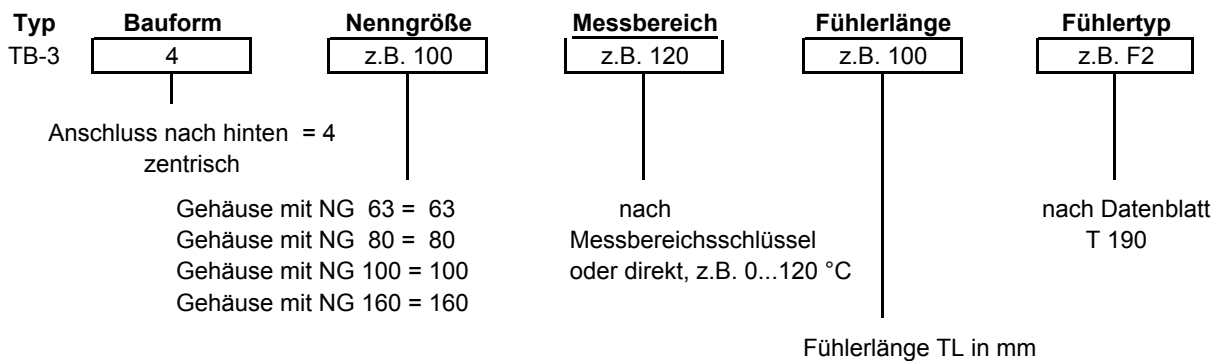 Typ Bauform Nenngröße Messbereich Fühlerlänge Fühlertyp
TB-3 4 z.B. 100 z.B. 120 z.B. 100 z.B. F2
Anschluss nach hinten = 4
zentrisch
Gehäuse mit NG 63 = 63 nach nach Datenblatt
Gehäuse mit NG 80 = 80 Messbereichsschlüssel T 190
Gehäuse mit NG 100 = 100 oder direkt, z.B. 0...120 °C
Gehäuse mit NG 160 = 160
Fühlerlänge TL in mm